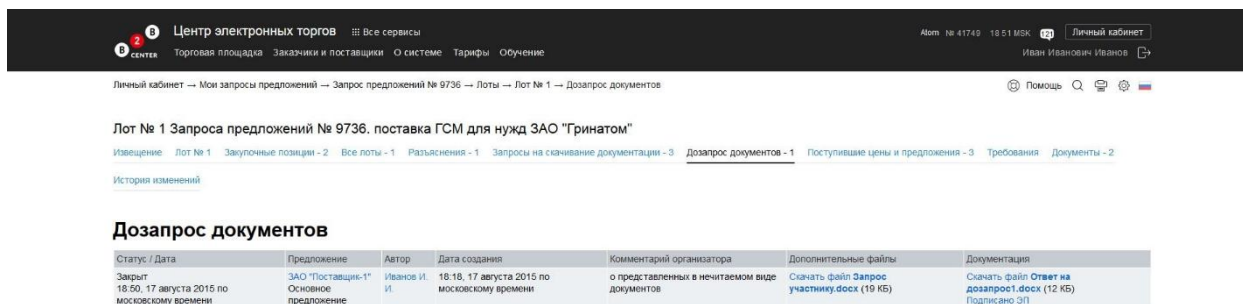 B 2 B CENTER
Центр электронных торгов Все сервисы
Atom № 41749 18 51 MSK 121 Личный кабинет
Торговая площадка Заказчики и поставщики О системе Тарифы Обучение
Иван Иванович Иванов
Личный кабинет → Мои запросы предложений → Запрос предложений № 9736 → Лоты → Лот № 1 → Дозапрос документов
Помощь
Лот № 1 Запроса предложений № 9736. поставка ГСМ для нужд ЗАО "Гринатом"
Извещение Лот № 1 Закупочные позиции - 2 Все лоты - 1 Разъяснения - 1 Запросы на скачивание документации - 3 Дозапрос документов - 1 Поступившие цены и предложения - 3 Требования Документы - 2
История изменений
Дозапрос документов
Статус / Дата Предложение Автор Дата создания Комментарий организатора Дополнительные файлы Документация
Закрыт ЗАО "Поставщик-1" Иванов И. 18:18, 17 августа 2015 по о представленных в нечитаемом виде Скачать файл Запрос Скачать файл Ответ на
18:50, 17 августа 2015 по Основное И. московскому времени документы участнику.docx (19 КБ) дозапрос1.docx (12 КБ)
московскому времени предложение Подписано ЭП